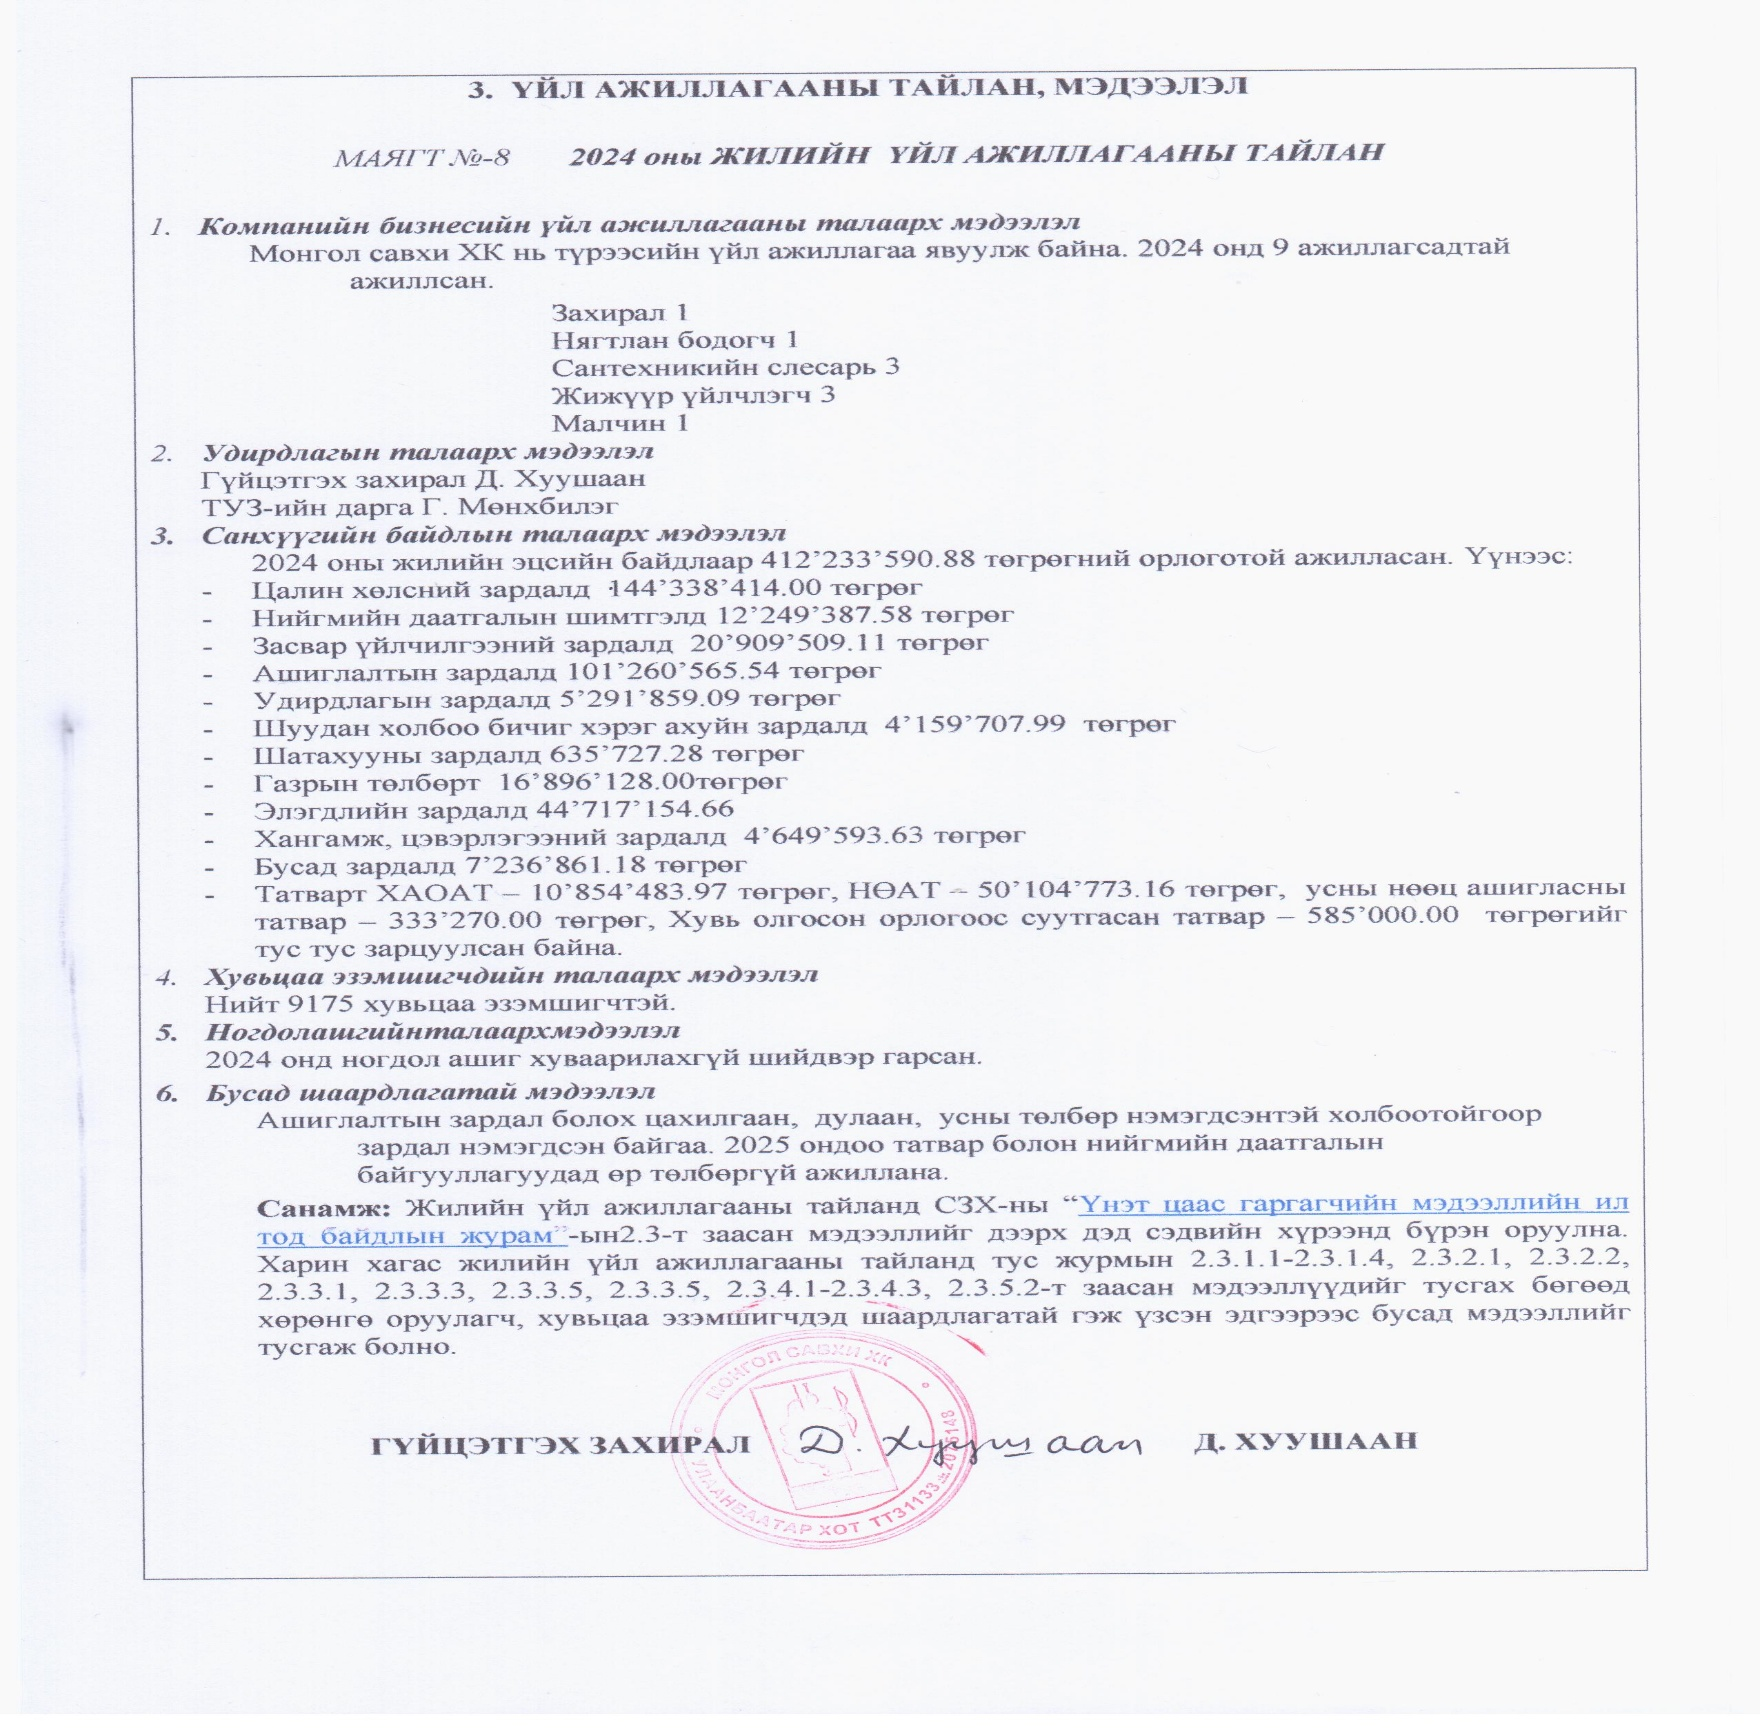 3. ҮЙЛ АЖИЛЛАГААНЫ ТАЙЛАН, МЭДЭЭЛЭЛ
МАЯГТ №-8 2024 оны ЖИЛИЙН ҮЙЛ АЖИЛЛАГААНЫ ТАЙЛАН
1. Компанийн бизнесийн үйл ажиллагааны талаарх мэдээлэл
Монгол савхи ХК нь түрээсийн үйл ажиллагаа явуулж байна. 2024 онд 9 ажиллагсадтай
ажиллсан.
Захирал 1
Нягтлан бодогч 1
Сантехникийн слесарь 3
Жижүүр үйлчлэгч 3
Малчин 1
2. Удирдлагын талаарх мэдээлэл
Гүйцэтгэх захирал Д. Хуушаан
ТУЗ-ийн дарга Г. Мөнхбилэг
3. Санхүүгийн байдлын талаарх мэдээлэл
2024 оны жилийн эцсийн байдлаар 412’233’590.88 төгрөгний орлоготой ажилласан. Үүнээс:
- Цалин хөлсний зардалд 144’338’414.00 төгрөг
- Нийгмийн даатгалын шимтгэлд 12’249’387.58 төгрөг
- Засвар үйлчилгээний зардалд 20’909’509.11 төгрөг
- Ашиглалтын зардалд 101’260’565.54 төгрөг
- Удирдлагын зардалд 5’291’859.09 төгрөг
- Шуудан холбоо бичиг хэрэг ахуйн зардалд 4’159’707.99 төгрөг
- Шатахууны зардалд 635’727.28 төгрөг
- Газрын төлбөрт 16’896’128.00төгрөг
- Элэгдлийн зардалд 44’717’154.66
- Хангамж, цэвэрлэгээний зардалд 4’649’593.63 төгрөг
- Бусад зардалд 7’236’861.18 төгрөг
- Татварт ХАОАТ – 10’854’483.97 төгрөг, НӨАТ – 50’104’773.16 төгрөг, усны нөөц ашигласны
татвар – 333’270.00 төгрөг, Хувь олгосон орлогоос суутгасан татвар – 585’000.00 төгрөгийг
тус тус зарцуулсан байна.
4. Хувьцаа эзэмшигчдийн талаарх мэдээлэл
Нийт 9175 хувьцаа эзэмшигчтэй.
5. Ногдолашгийнталаархмэдээлэл
2024 онд ногдол ашиг хуваарилахгүй шийдвэр гарсан.
6. Бусад шаардлагатай мэдээлэл
Ашиглалтын зардал болох цахилгаан, дулаан, усны төлбөр нэмэгдсэнтэй холбоотойгоор
зардал нэмэгдсэн байгаа. 2025 ондоо татвар болон нийгмийн даатгалын
байгууллагуудад өр төлбөргүй ажиллана.
Санамж: Жилийн үйл ажиллагааны тайланд СЗХ-ны “Үнэт цаас гаргагчийн мэдээллийн ил
тод байдлын журам”-ын2.3-т заасан мэдээллийг дээрх дэд сэдвийн хүрээнд бүрэн оруулна.
Харин хагас жилийн үйл ажиллагааны тайланд тус журмын 2.3.1.1-2.3.1.4, 2.3.2.1, 2.3.2.2,
2.3.3.1, 2.3.3.3, 2.3.3.5, 2.3.3.5, 2.3.4.1-2.3.4.3, 2.3.5.2-т заасан мэдээллүүдийг тусгах бөгөөд
хөрөнгө оруулагч, хувьцаа эзэмшигчдэд шаардлагатай гэж үзсэн эдгээрээс бусад мэдээллийг
тусгаж болно.
МОНГОЛ САВХИ ХК
ГҮЙЦЭТГЭХ ЗАХИРАЛ Д. Хуушаан Д. ХУУШААН
УЛААНБААТАР ХОТ ТТЗ1133